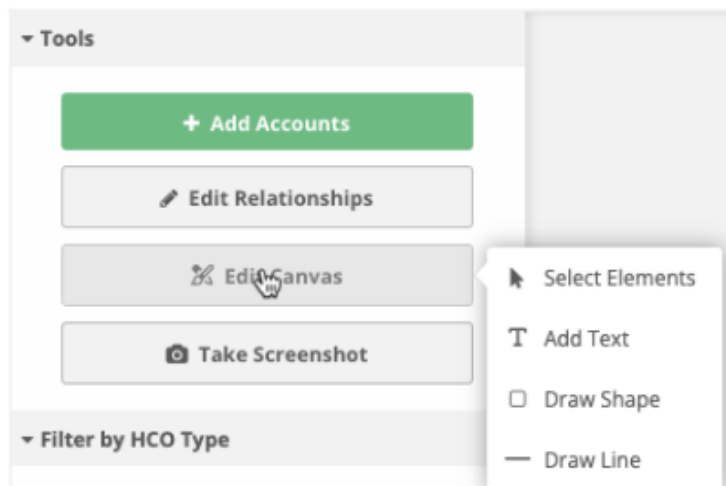 Tools
Add Accounts
Edit Relationships
Edit Canvas
Take Screenshot
Filter by HCO Type
Select Elements
Add Text
Draw Shape
Draw Line